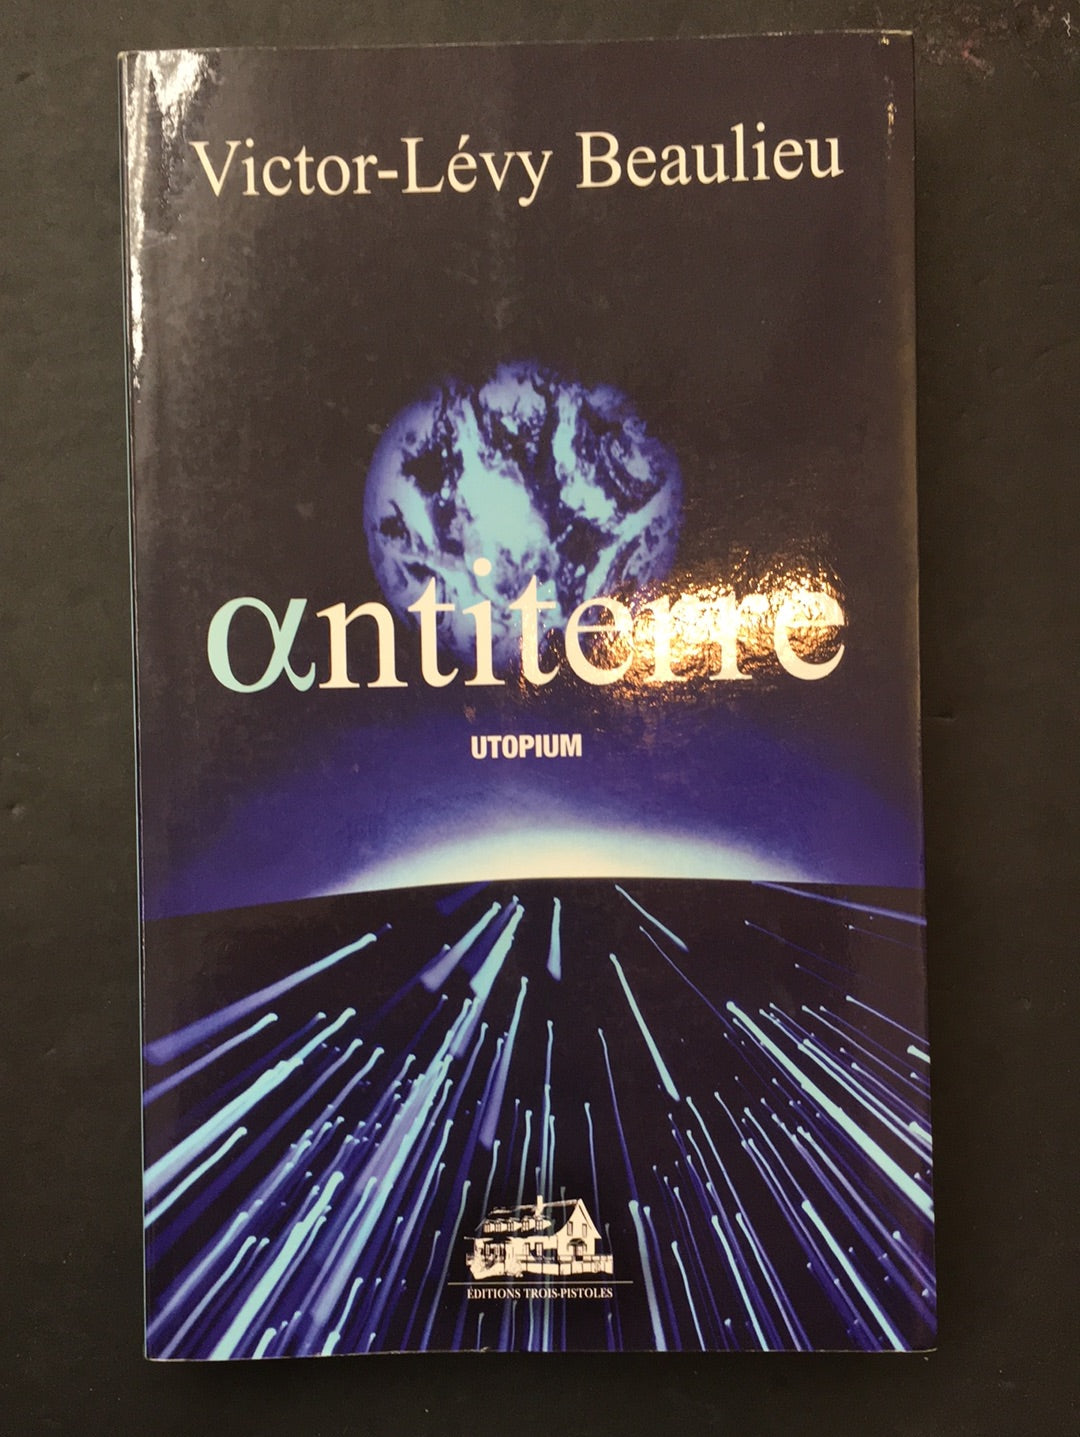 Victor-Lévy Beaulieu
αntiterre
UTOPIUM
ÉDITIONS TROIS-PISTOLES